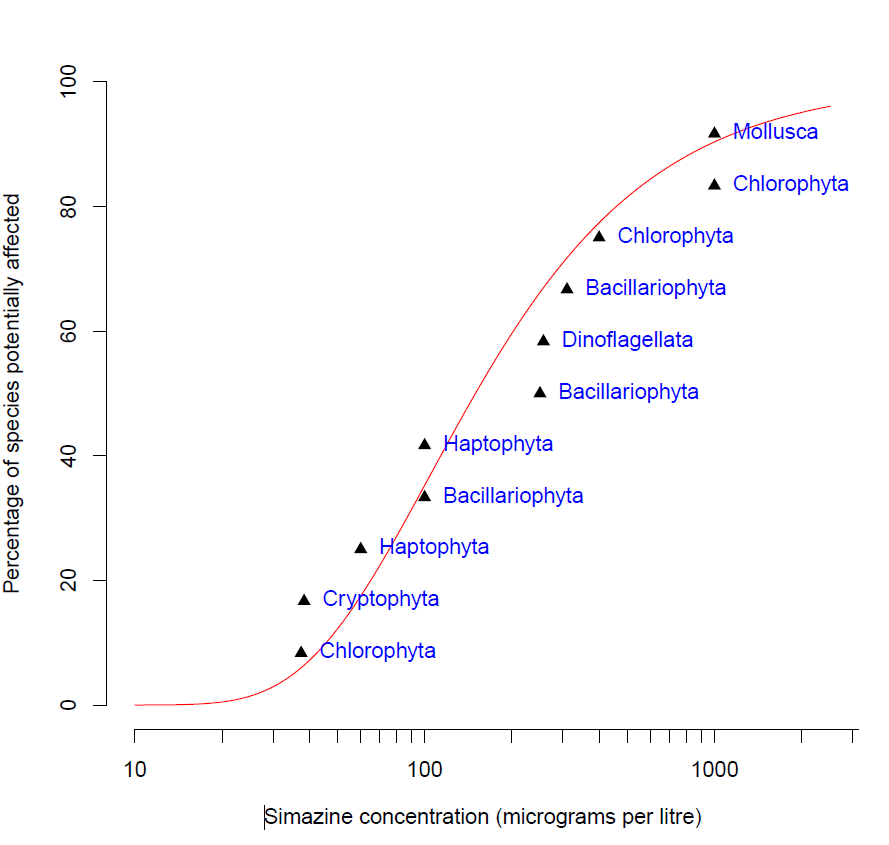 Percentage of species potentially affected
100
80
60
40
20
0
Mollusca
Chlorophyta
Chlorophyta
Bacillariophyta
Dinoflagellata
Bacillariophyta
Haptophyta
Bacillariophyta
Haptophyta
Cryptophyta
Chlorophyta
10 100 1000
Simazine concentration (micrograms per litre)